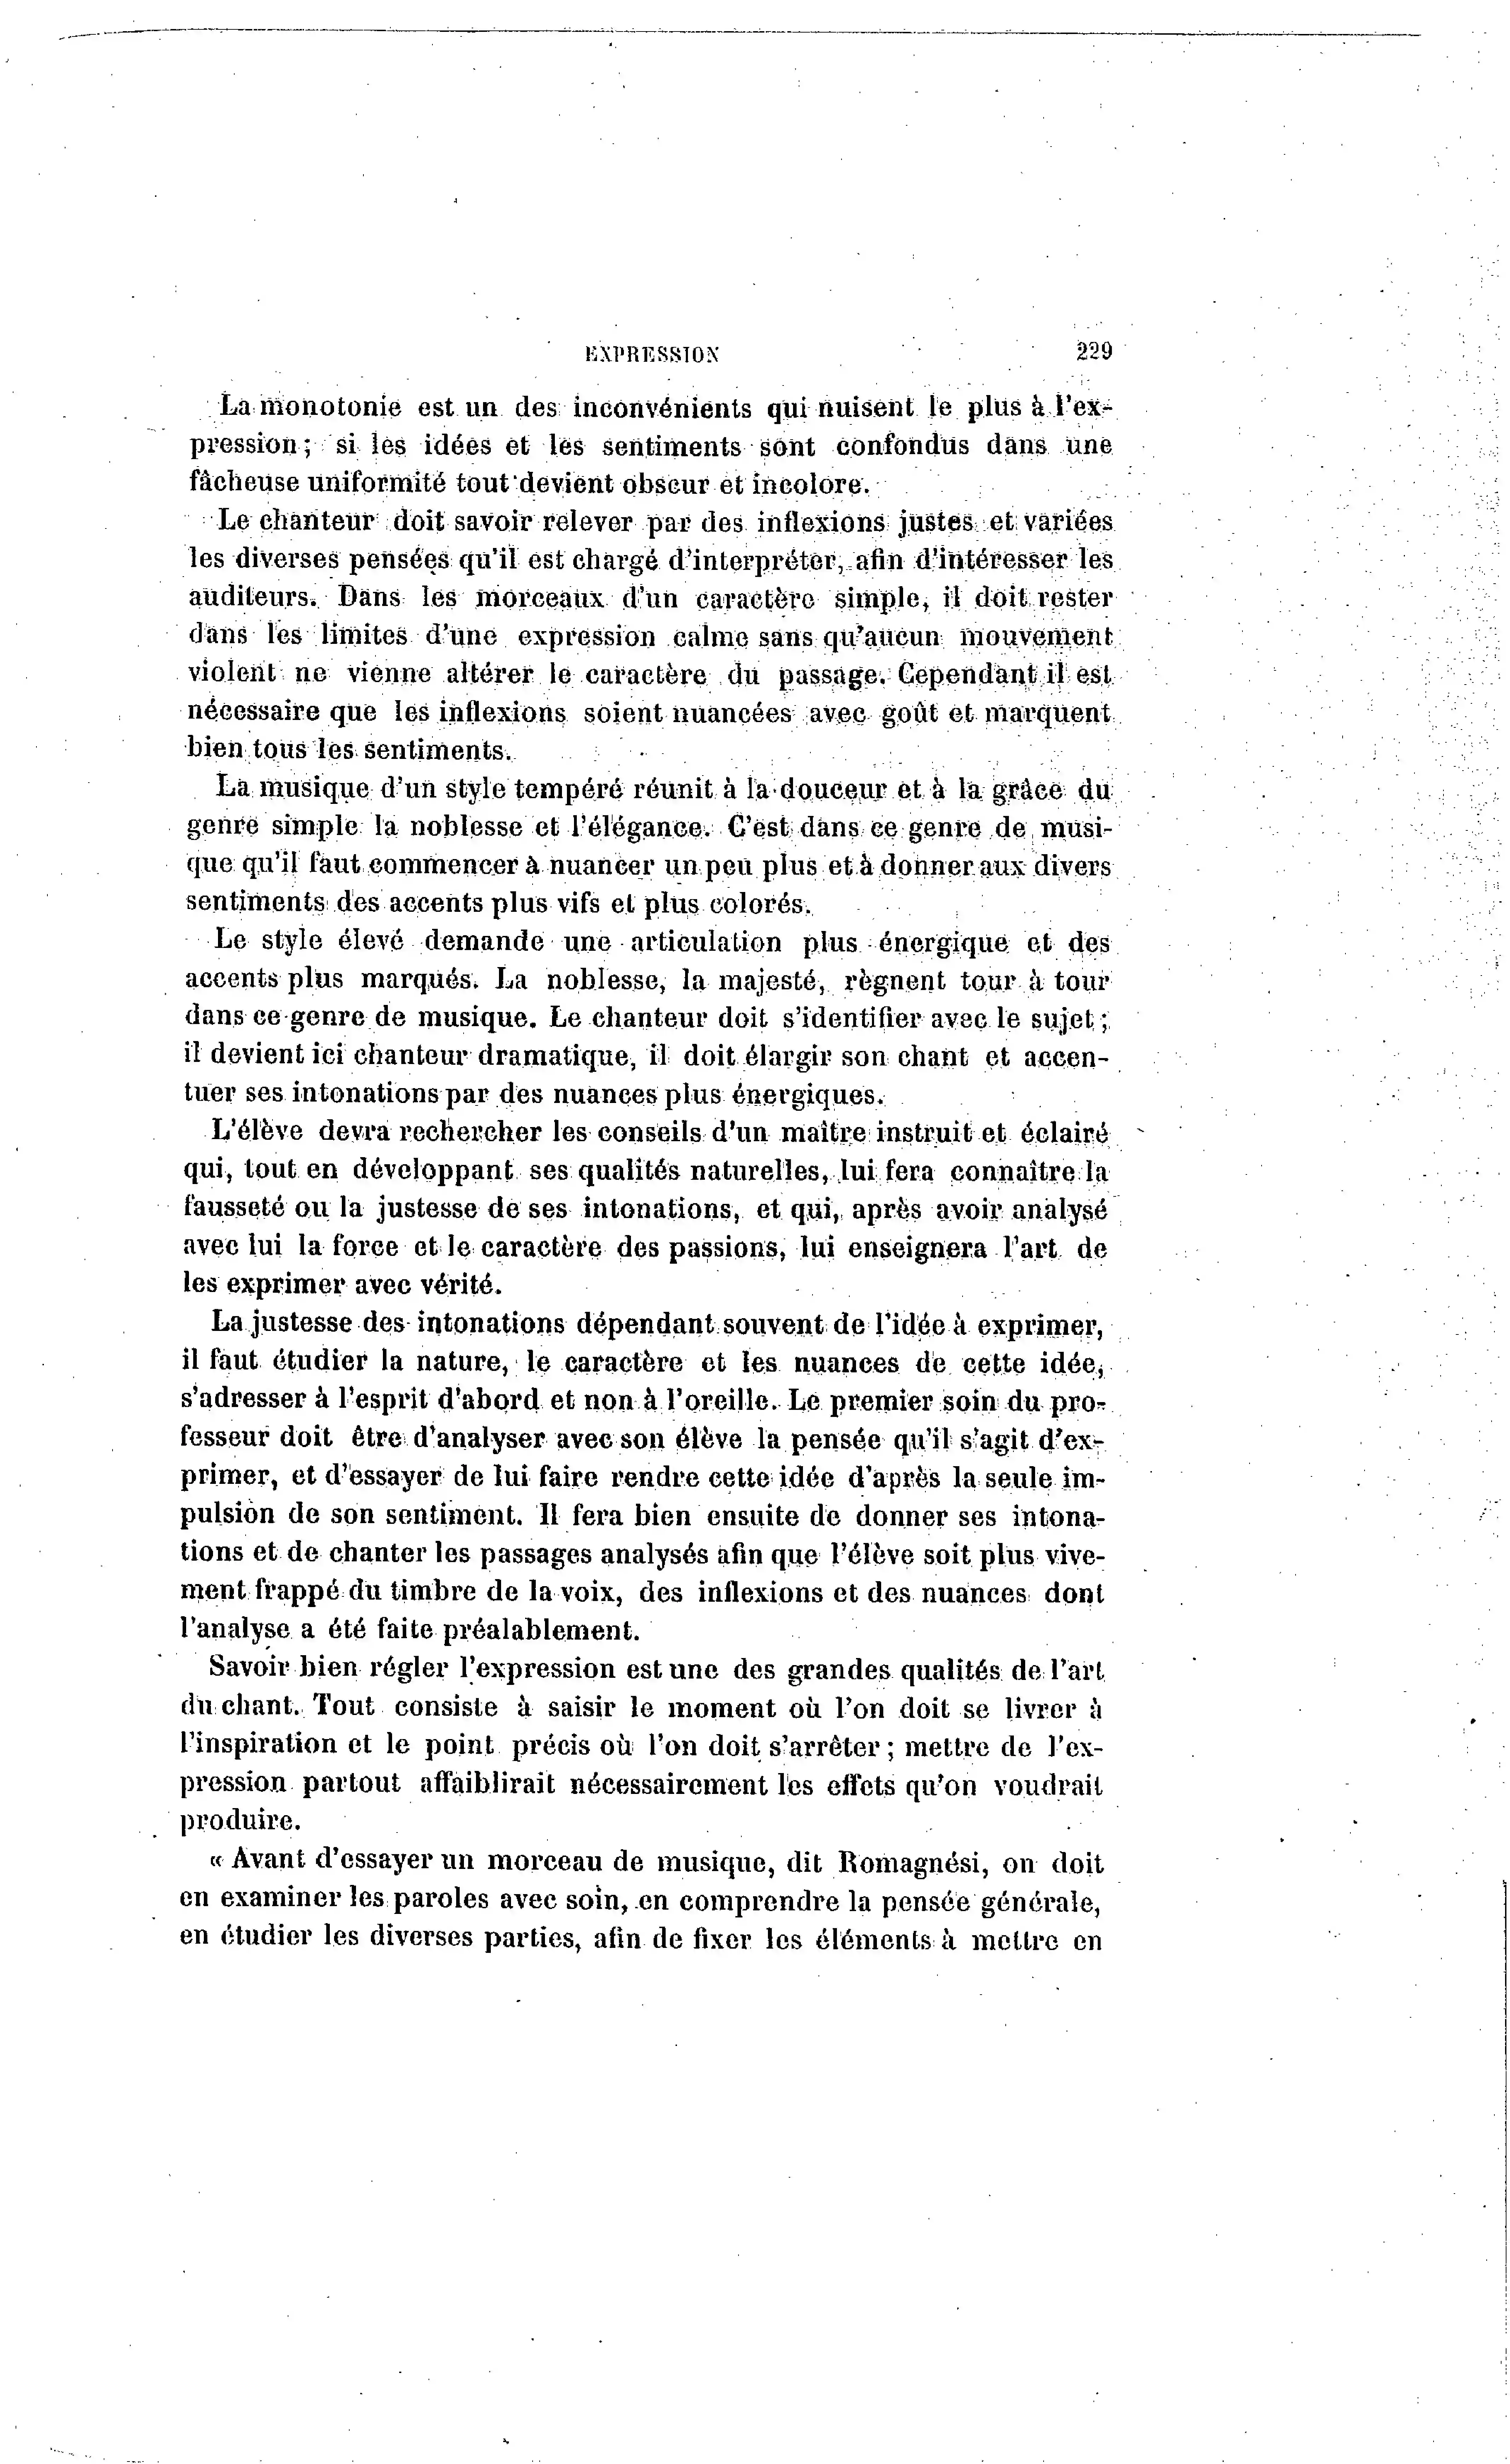 EXPRESSION 229
La monotonie est un des inconvénients qui nuisent le plus à l'ex-
pression; si les idées et les sentiments sont confondus dans une
fâcheuse uniformité tout devient obscur et incolore.
Le chanteur doit savoir relever par des inflexions justes et variées
les diverses pensées qu'il est chargé d'interpréter, afin d'intéresser les
auditeurs. Dans les morceaux d'un caractère simple, il doit rester
dans les limites d'une expression calme sans qu'aucun mouvement
violent ne vienne altérer le caractère du passage. Cependant il est
nécessaire que les inflexions soient nuancées avec goût et marquent
bien tous les sentiments.
La musique d'un style tempéré réunit à la douceur et à la grâce du
genre simple la noblesse et l'élégance. C'est dans ce genre de musi-
que qu'il faut commencer à nuancer un peu plus et à donner aux divers
sentiments des accents plus vifs et plus colorés.
Le style élevé demande une articulation plus énergique et des
accents plus marqués. La noblesse, la majesté, règnent tour à tour
dans ce genre de musique. Le chanteur doit s'identifier avec le sujet;
il devient ici chanteur dramatique, il doit élargir son chant et accen-
tuer ses intonations par des nuances plus énergiques.
L'élève devra rechercher les conseils d'un maître instruit et éclairé
qui, tout en développant ses qualités naturelles, lui fera connaître la
fausseté ou la justesse de ses intonations, et qui, après avoir analysé
avec lui la force et le caractère des passions, lui enseignera l'art de
les exprimer avec vérité.
La justesse des intonations dépendant souvent de l'idée à exprimer,
il faut étudier la nature, le caractère et les nuances de cette idée,
s'adresser à l'esprit d'abord et non à l'oreille. Le premier soin du pro-
fesseur doit être d'analyser avec son élève la pensée qu'il s'agit d'ex-
primer, et d'essayer de lui faire rendre cette idée d'après la seule im-
pulsion de son sentiment. Il fera bien ensuite de donner ses intona-
tions et de chanter les passages analysés afin que l'élève soit plus vive-
ment frappé du timbre de la voix, des inflexions et des nuances dont
l'analyse a été faite préalablement.
Savoir bien régler l'expression est une des grandes qualités de l'art
du chant. Tout consiste à saisir le moment où l'on doit se livrer à
l'inspiration et le point précis où l'on doit s'arrêter ; mettre de l'ex-
pression partout affaiblirait nécessairement les effets qu'on voudrait
produire.
« Avant d'essayer un morceau de musique, dit Romagnési, on doit
en examiner les paroles avec soin, en comprendre la pensée générale,
en étudier les diverses parties, afin de fixer les éléments à mettre en